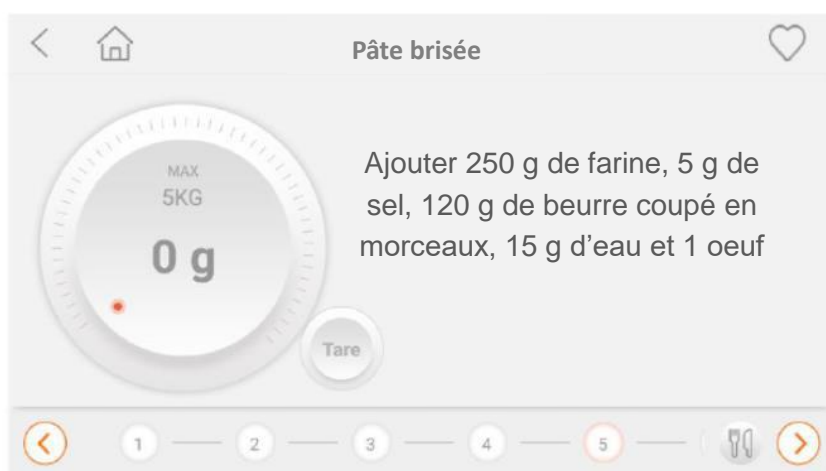 Pâte brisée
MAX
5KG
0 g
Tare
Ajouter 250 g de farine, 5 g de
sel, 120 g de beurre coupé en
morceaux, 15 g d’eau et 1 oeuf
1
2
3
4
5